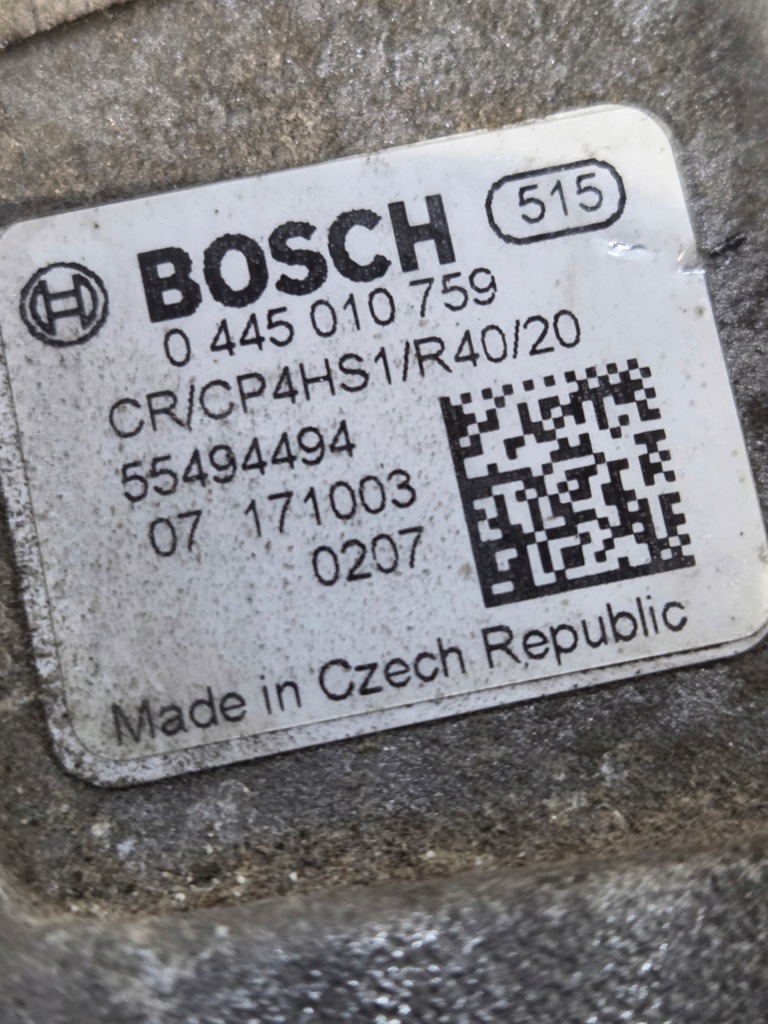 BOSCH 515
0 445 010 759
CR/CP4HS1/R40/20
55494494
07 171003
0207
Made in Czech Republic